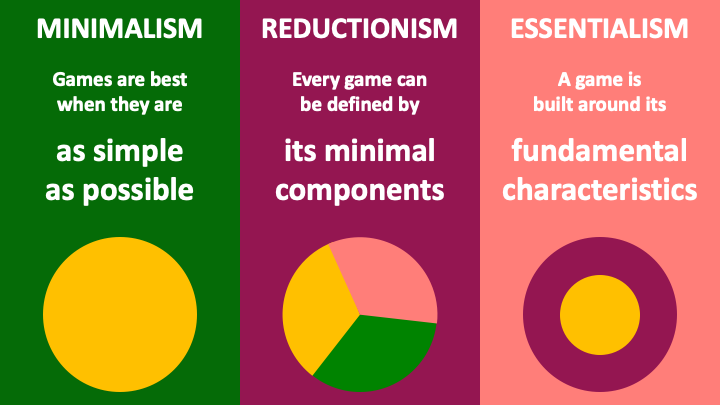 MINIMALISM
Games are best
when they are
as simple
as possible
REDUCTIONISM
Every game can
be defined by
its minimal
components
ESSENTIALISM
A game is
built around its
fundamental
characteristics